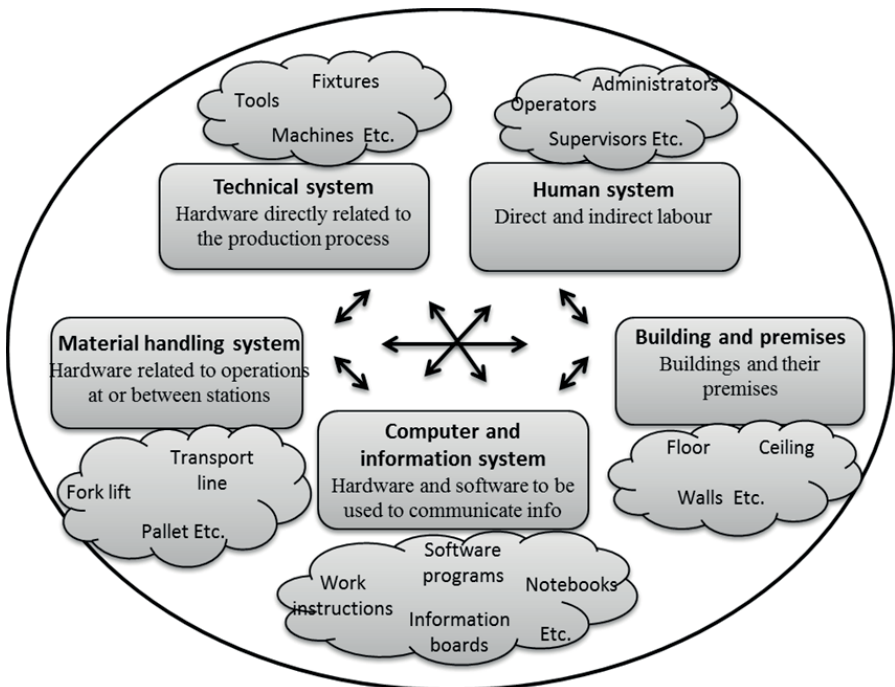 Fixtures
Tools
Machines Etc.
Technical system
Hardware directly related to
the production process
Administrators
Operators
Supervisors Etc.
Human system
Direct and indirect labour
Material handling system
Hardware related to operations
at or between stations
Transport
line
Fork lift
Pallet Etc.
Building and premises
Buildings and their
premises
Floor Ceiling
Walls Etc.
Computer and
information system
Hardware and software to be
used to communicate info
Software
programs
Work
instructions
Notebooks
Information
boards
Etc.